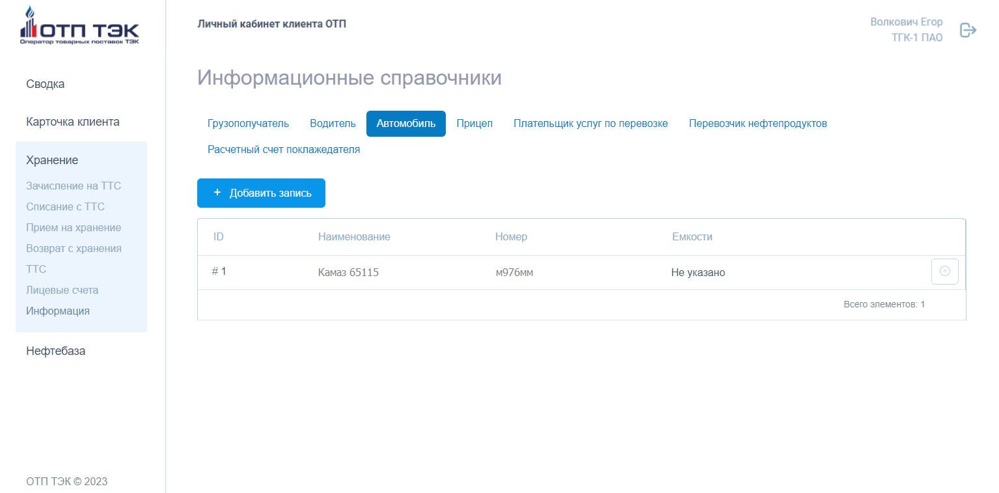 ОТП ТЭК
Оператор товарных поставок ТЭК
Личный кабинет клиента ОТП
Волкович Егор
ТГК-1 ПАО
Сводка
Карточка клиента
Хранение
Зачисление на ТТС
Списание с ТТС
Прием на хранение
Возврат с хранения
ТТС
Лицевые счета
Информация
Нефтебаза
ОТП ТЭК © 2023
Информационные справочники
Грузополучатель Водитель Автомобиль Прицеп Плательщик услуг по перевозке Перевозчик нефтепродуктов
Расчетный счет поклажедателя
+ Добавить запись
ID Наименование Номер Емкости
# 1 Камаз 65115 м976мм Не указано
Всего элементов: 1